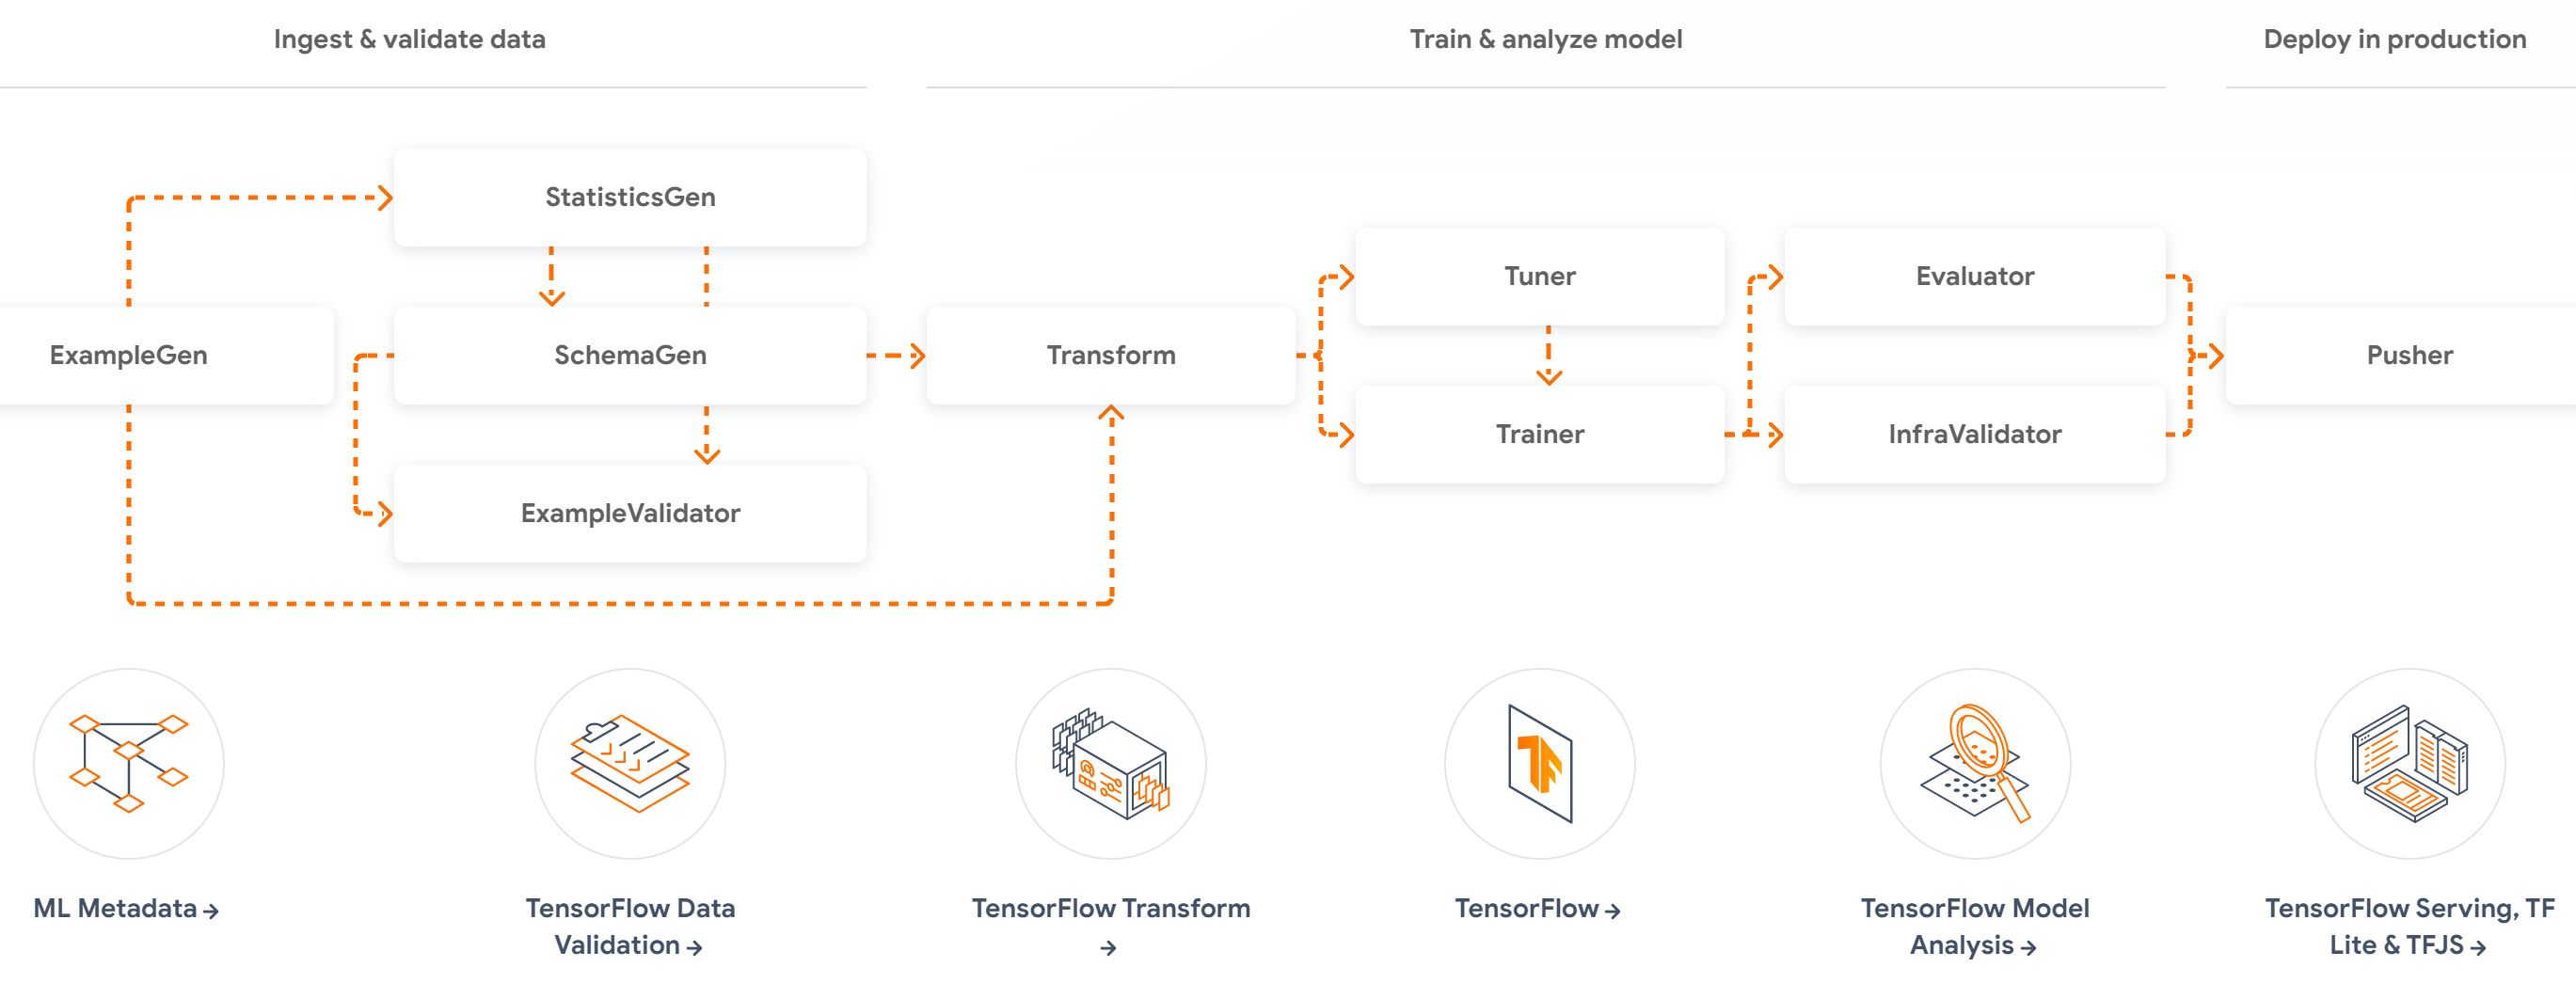 Ingest & validate data
Train & analyze model
Deploy in production
StatisticsGen
Tuner
Evaluator
ExampleGen
SchemaGen
Transform
Pusher
Trainer
InfraValidator
ExampleValidator
TF
ML Metadata →
TensorFlow Data
Validation →
TensorFlow Transform
→
TensorFlow →
TensorFlow Model
Analysis →
TensorFlow Serving, TF
Lite & TFJS →